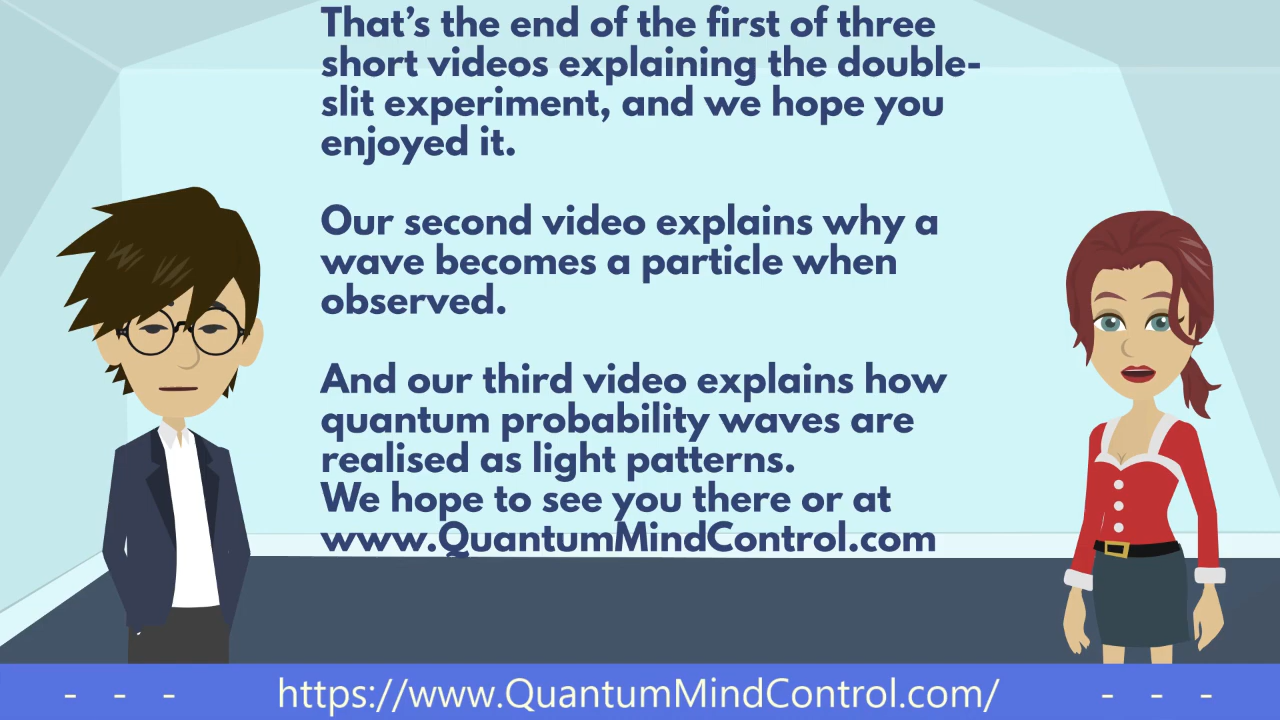 That’s the end of the first of three
short videos explaining the double-
slit experiment, and we hope you
enjoyed it.
Our second video explains why a
wave becomes a particle when
observed.
And our third video explains how
quantum probability waves are
realised as light patterns.
We hope to see you there or at
www.QuantumMindControl.com
- - - https://www.QuantumMindControl.com/ - - -